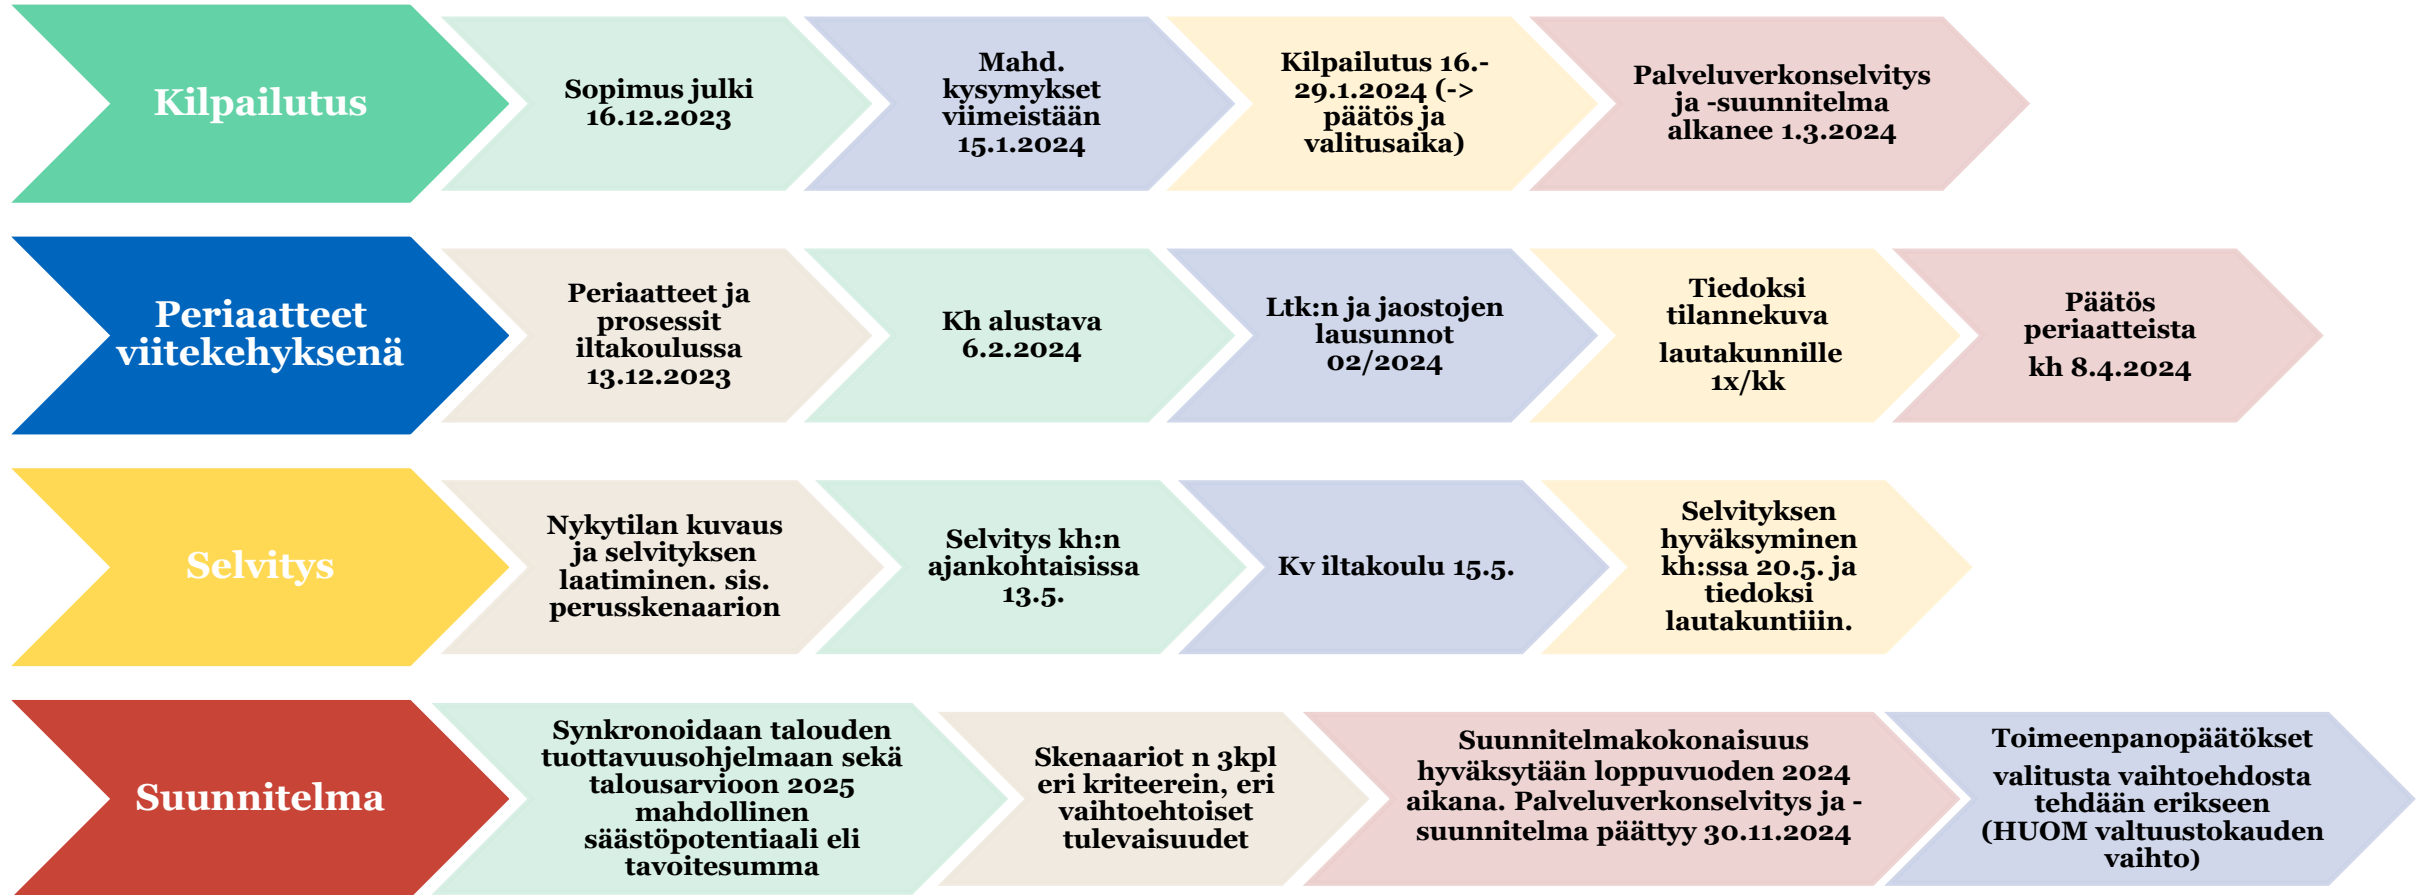 Kilpailutus
Sopimus julki
16.12.2023
Mahd.
kysymykset
viimeistään
15.1.2024
Kilpailutus 16.-
29.1.2024 (->
päätös ja
valitusaika)
Palveluverkonselvitys
ja -suunnitelma
alkanee 1.3.2024
Periaatteet
viitekehyksenä
Periaatteet ja
prosessit
iltakoulussa
13.12.2023
Kh alustava
6.2.2024
Ltk:n ja jaostojen
lausunnot
02/2024
Tiedoksi
tilannekuva
lautakunnille
1x/kk
Päätös
periaatteista
kh 8.4.2024
Selvitys
Nykytilan kuvaus
ja selvityksen
laatiminen. sis.
perusskenaarion
Selvitys kh:n
ajankohtaisissa
13.5.
Kv iltakoulu 15.5.
Selvityksen
hyväksyminen
kh:ssa 20.5. ja
tiedoksi
lautakuntiiin.
Suunnitelma
Synkronoidaan talouden
tuottavuusohjelmaan sekä
talousarvioon 2025
mahdollinen
säästöpotentiaali eli
tavoitesumma
Skenaariot n 3kpl
eri kriteerein, eri
vaihtoehtoiset
tulevaisuudet
Suunnitelmakokonaisuus
hyväksytään loppuvuoden 2024
aikana. Palveluverkonselvitys ja -
suunnitelma päättyy 30.11.2024
Toimeenpanopäätökset
valitusta vaihtoehdosta
tehdään erikseen
(HUOM valtuustokauden
vaihto)